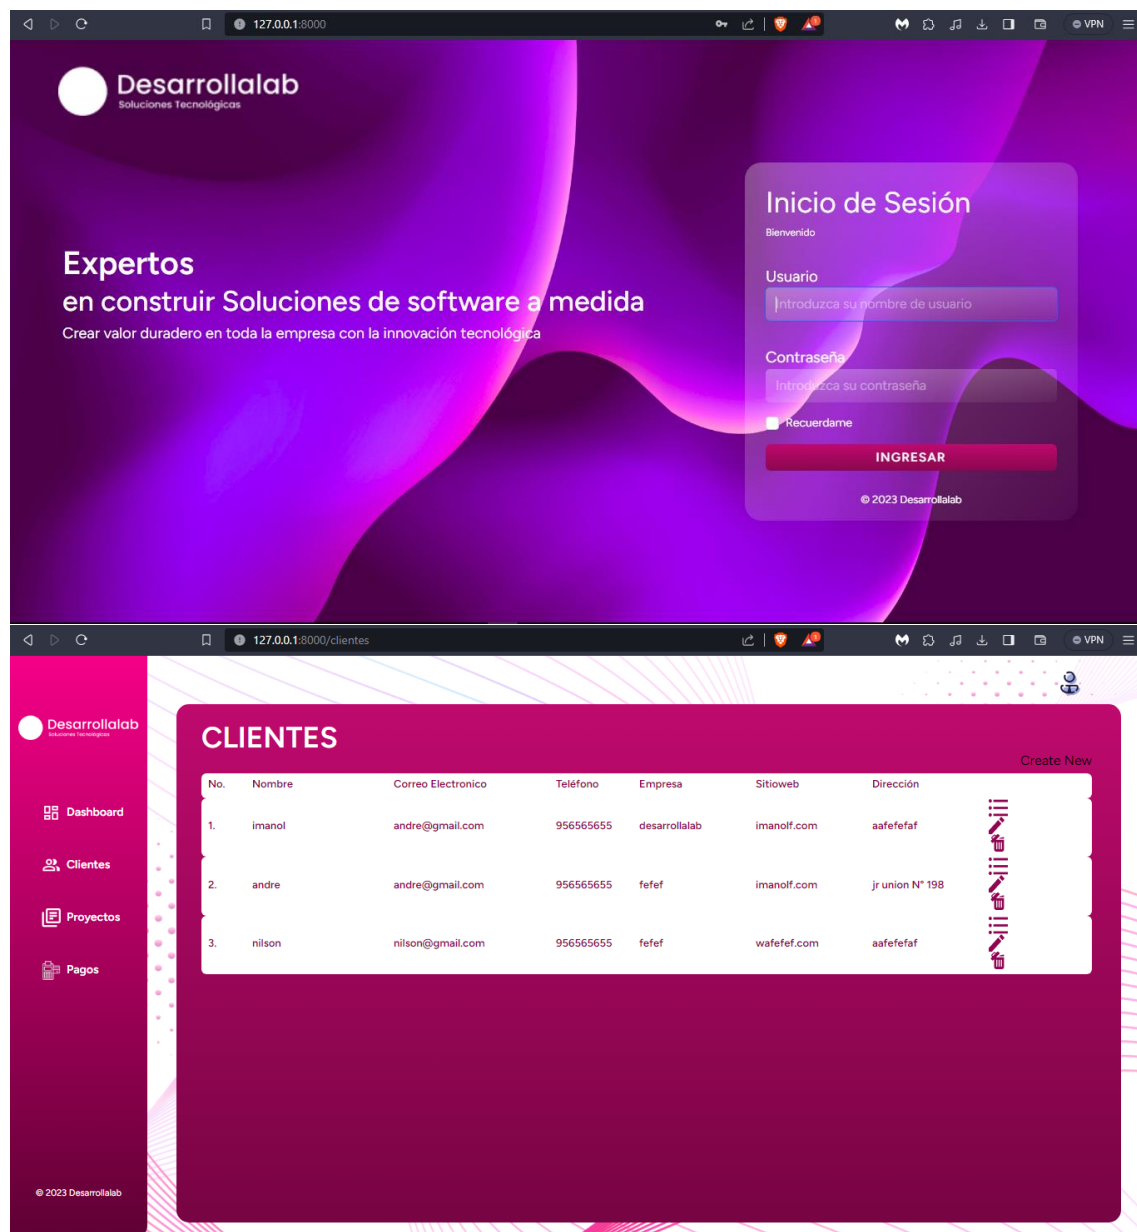 127.0.0.1:8000
VPN
Desarrollalab
Soluciones Tecnológicas
Inicio de Sesión
Bienvenido
Expertos
en construir Soluciones de software a medida
Crear valor duradero en toda la empresa con la innovación tecnológica
Usuario
Introduzca su nombre de usuario
Contraseña
Introduzca su contraseña
Recuerdame
INGRESAR
© 2023 Desarrollalab
127.0.0.1:8000/clientes
VPN
Desarrollalab
Soluciones Tecnológicas
Dashboard
Clientes
Proyectos
Pagos
© 2023 Desarrollalab
CLIENTES
Create New
No. Nombre Correo Electronico Teléfono Empresa Sitioweb Dirección
1. imanol andre@gmail.com 956565655 desarrollalab imanolf.com aafefefaf
2. andre andre@gmail.com 956565655 fefef imanolf.com jr union N° 198
3. nilson nilson@gmail.com 956565655 fefef wafefef.com aafefefaf